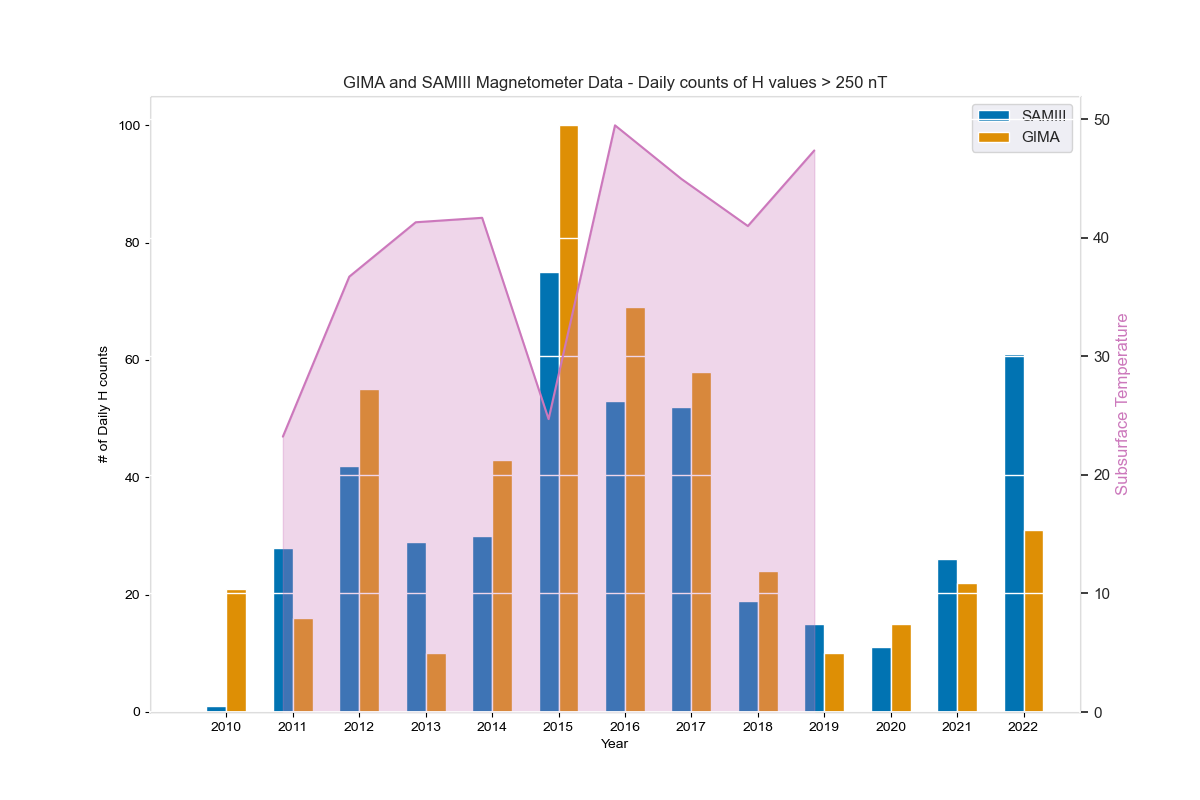 GIMA and SAMIII Magnetometer Data - Daily counts of H values > 250 nT
SAMIII
GIMA
100
80
60
40
20
0
# of Daily H counts
50
40
30
20
10
0
Subsurface Temperature
2010 2011 2012 2013 2014 2015 2016 2017 2018 2019 2020 2021 2022
Year